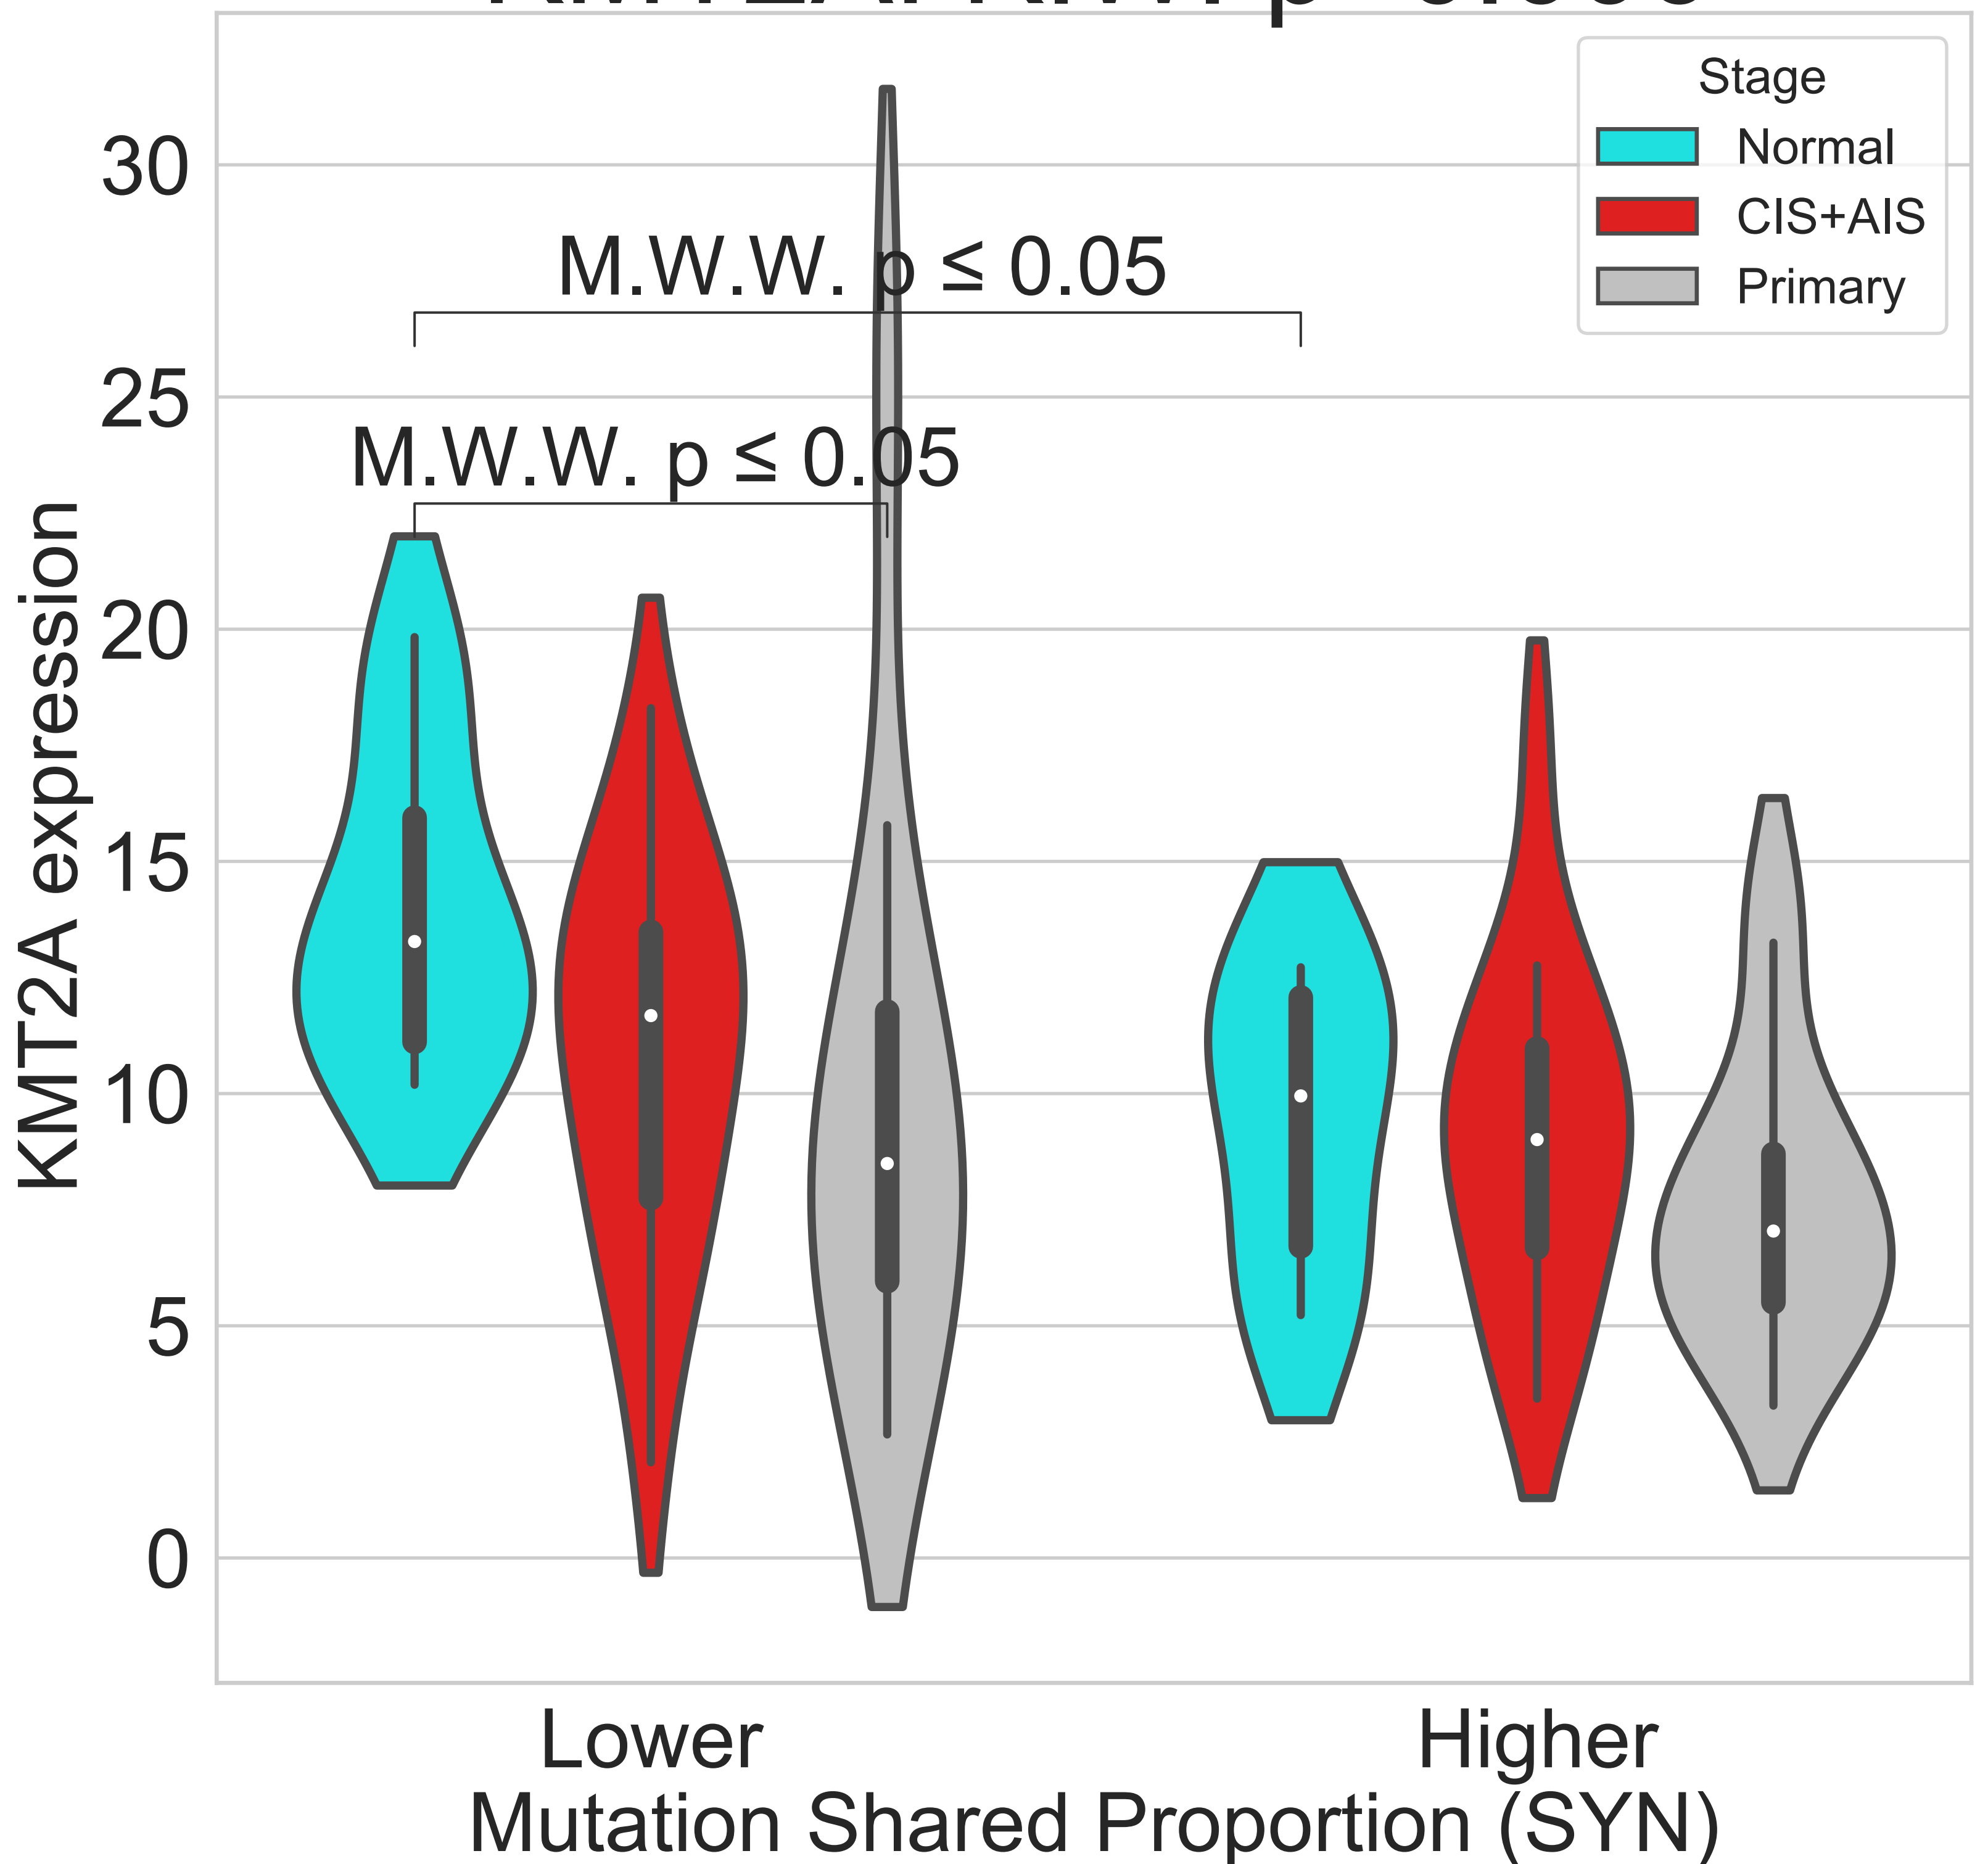 Stage
Normal
CIS+AIS
Primary
M.W.W. p ≤ 0.05
M.W.W. p ≤ 0.05
KMT2A expression
30
25
20
15
10
5
0
Lower
Higher
Mutation Shared Proportion (SYN)